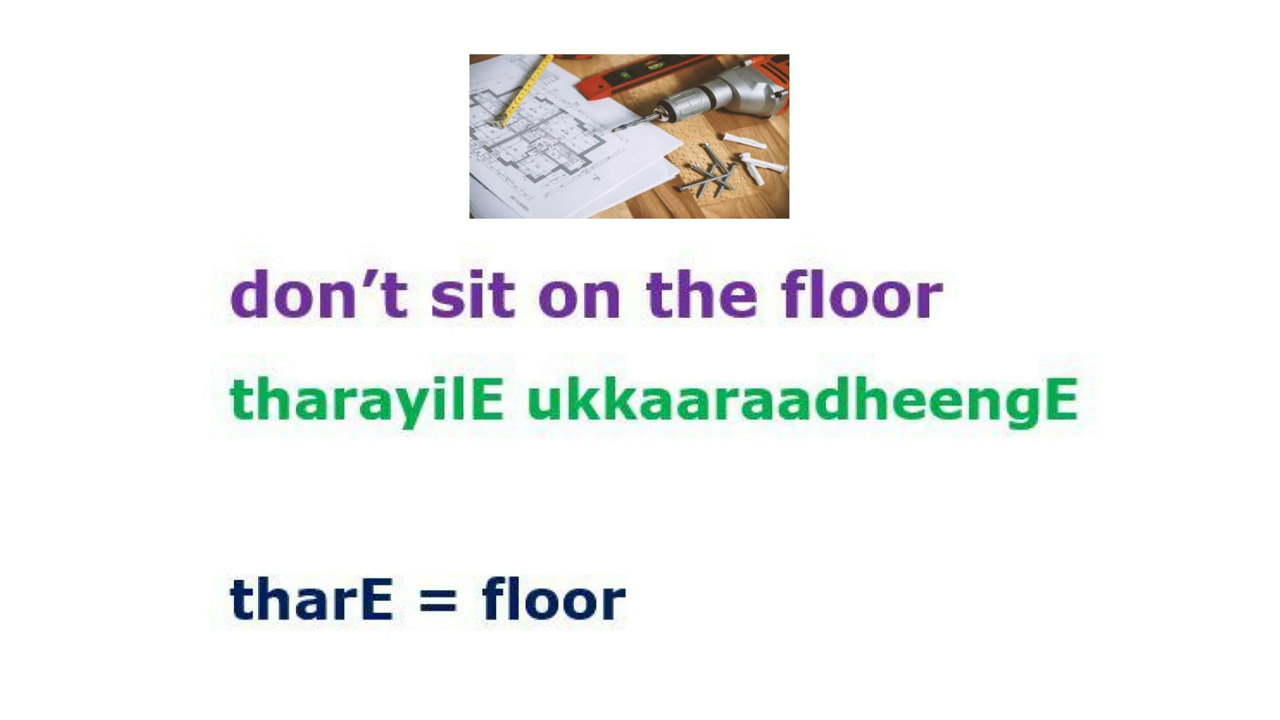 don’t sit on the floor
tharayilE ukkaaraadheengE
tharE = floor